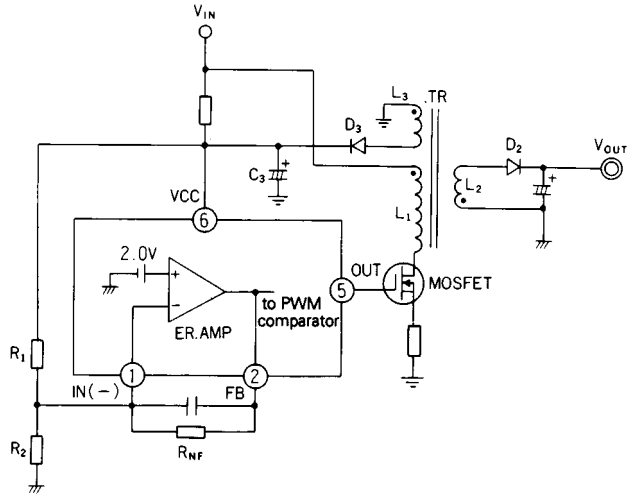 VIN
L3
TR
D3
D2
VOUT
+
C3
+
L2
VCC
L1
6
2.0V
OUT
+
5
MOSFET
−
to PWM
comparator
ER.AMP
R1
1
2
IN(−)
FB
R2
RNF